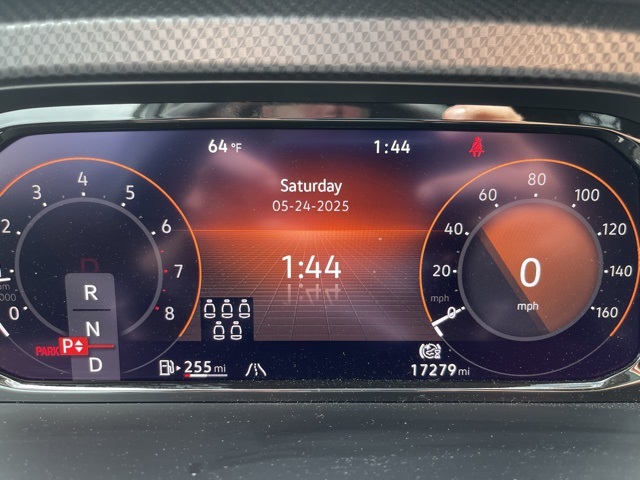 64 °F 1:44
Saturday
05-24-2025
1:44
0 2 3 4 5 6 7 8
000
R
N
PARK P
D
0 20 40 60 80 100 120 140 160
mph
0
mph
255 mi
17279 mi